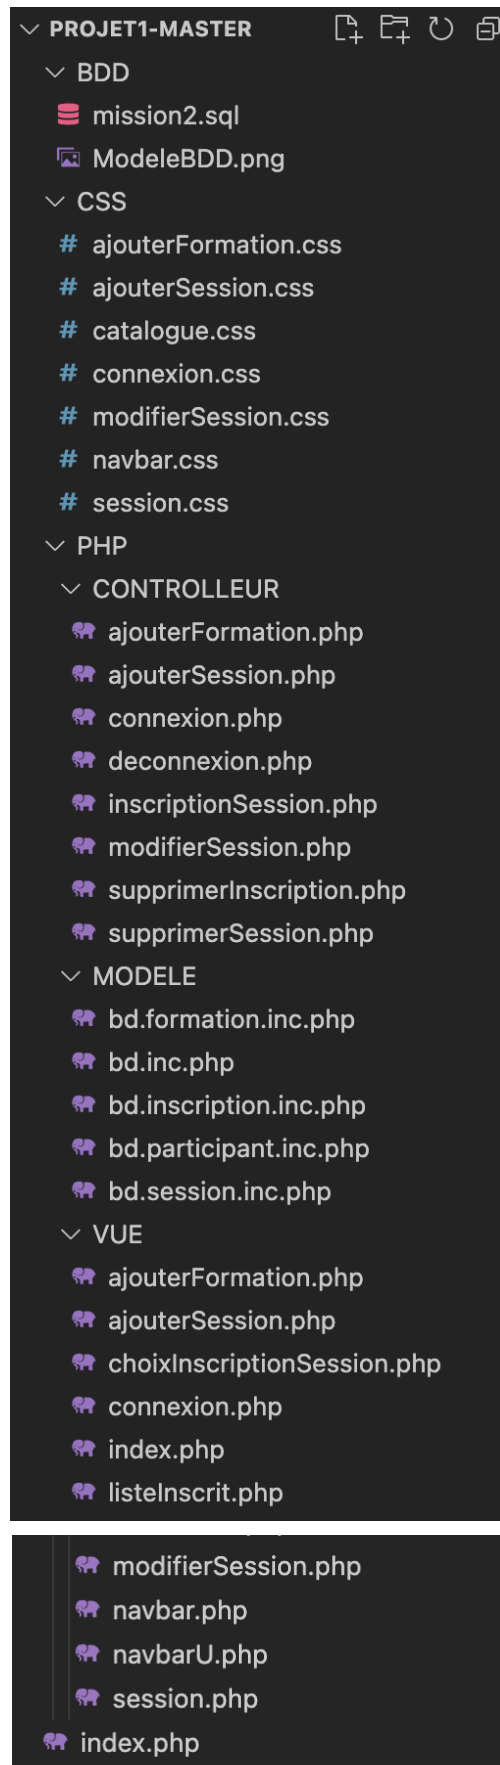 PROJET1-MASTER
BDD
mission2.sql
ModeleBDD.png
CSS
# ajouterFormation.css
# ajouterSession.css
# catalogue.css
# connexion.css
# modifierSession.css
# navbar.css
# session.css
PHP
CONTROLLEUR
ajouterFormation.php
ajouterSession.php
connexion.php
deconnexion.php
inscriptionSession.php
modifierSession.php
supprimerInscription.php
supprimerSession.php
MODELE
bd.formation.inc.php
bd.inc.php
bd.inscription.inc.php
bd.participant.inc.php
bd.session.inc.php
VUE
ajouterFormation.php
ajouterSession.php
choixInscriptionSession.php
connexion.php
index.php
listeInscrit.php
modifierSession.php
navbar.php
navbarU.php
session.php
index.php